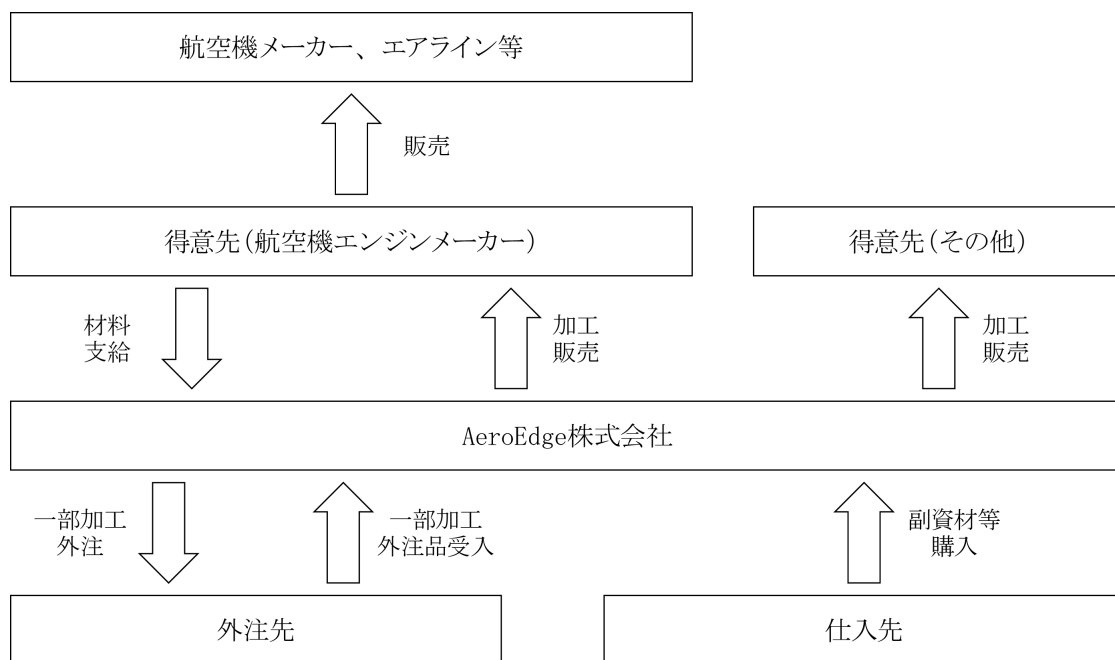 航空機メーカー、エアライン等
販売
得意先(航空機エンジンメーカー)
得意先(その他)
材料
支給
加工
販売
加工
販売
AeroEdge株式会社
一部加工
外注
一部加工
外注品受入
副資材等
購入
外注先
仕入先